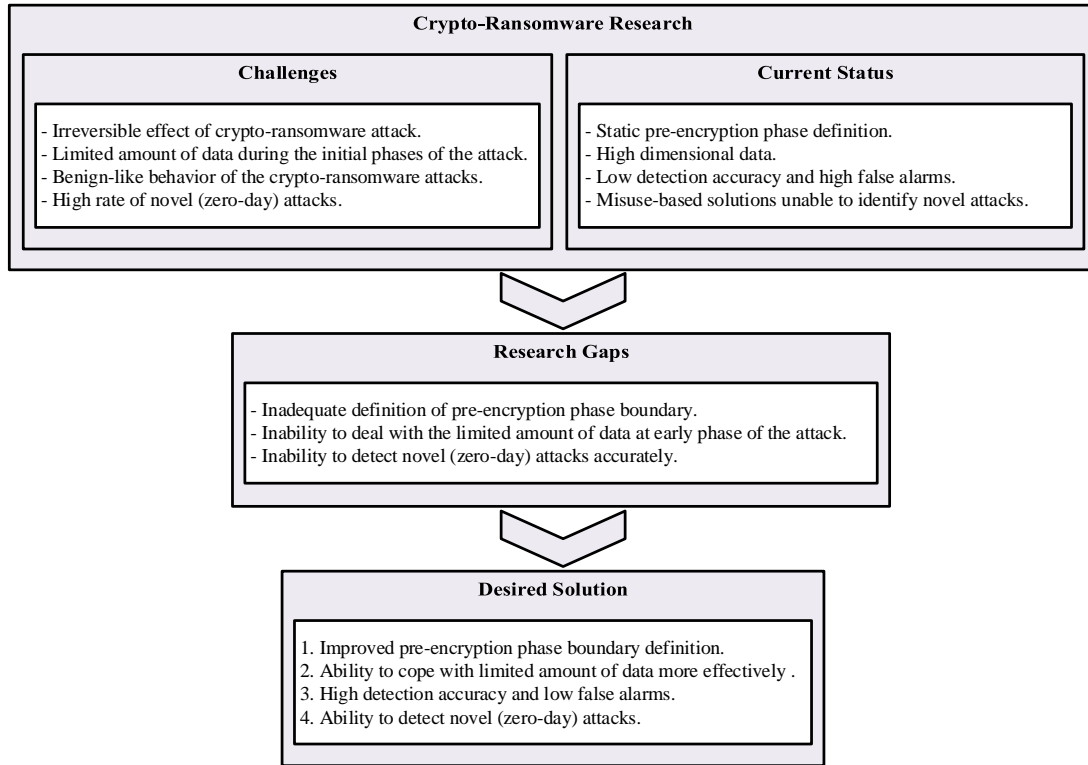 Crypto-Ransomware Research
Challenges
- Irreversible effect of crypto-ransomware attack.
- Limited amount of data during the initial phases of the attack.
- Benign-like behavior of the crypto-ransomware attacks.
- High rate of novel (zero-day) attacks.
Current Status
- Static pre-encryption phase definition.
- High dimensional data.
- Low detection accuracy and high false alarms.
- Misuse-based solutions unable to identify novel attacks.
Research Gaps
- Inadequate definition of pre-encryption phase boundary.
- Inability to deal with the limited amount of data at early phase of the attack.
- Inability to detect novel (zero-day) attacks accurately.
Desired Solution
1. Improved pre-encryption phase boundary definition.
2. Ability to cope with limited amount of data more effectively .
3. High detection accuracy and low false alarms.
4. Ability to detect novel (zero-day) attacks.